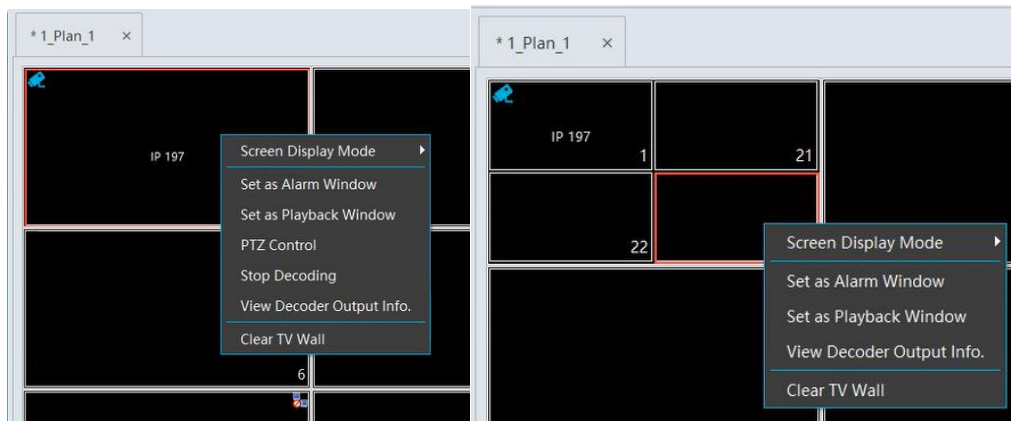 * 1_Plan_1 ×
IP 197
Screen Display Mode
Set as Alarm Window
Set as Playback Window
PTZ Control
Stop Decoding
View Decoder Output Info.
Clear TV Wall
6
* 1_Plan_1 ×
IP 197
1
21
22
Screen Display Mode
Set as Alarm Window
Set as Playback Window
View Decoder Output Info.
Clear TV Wall